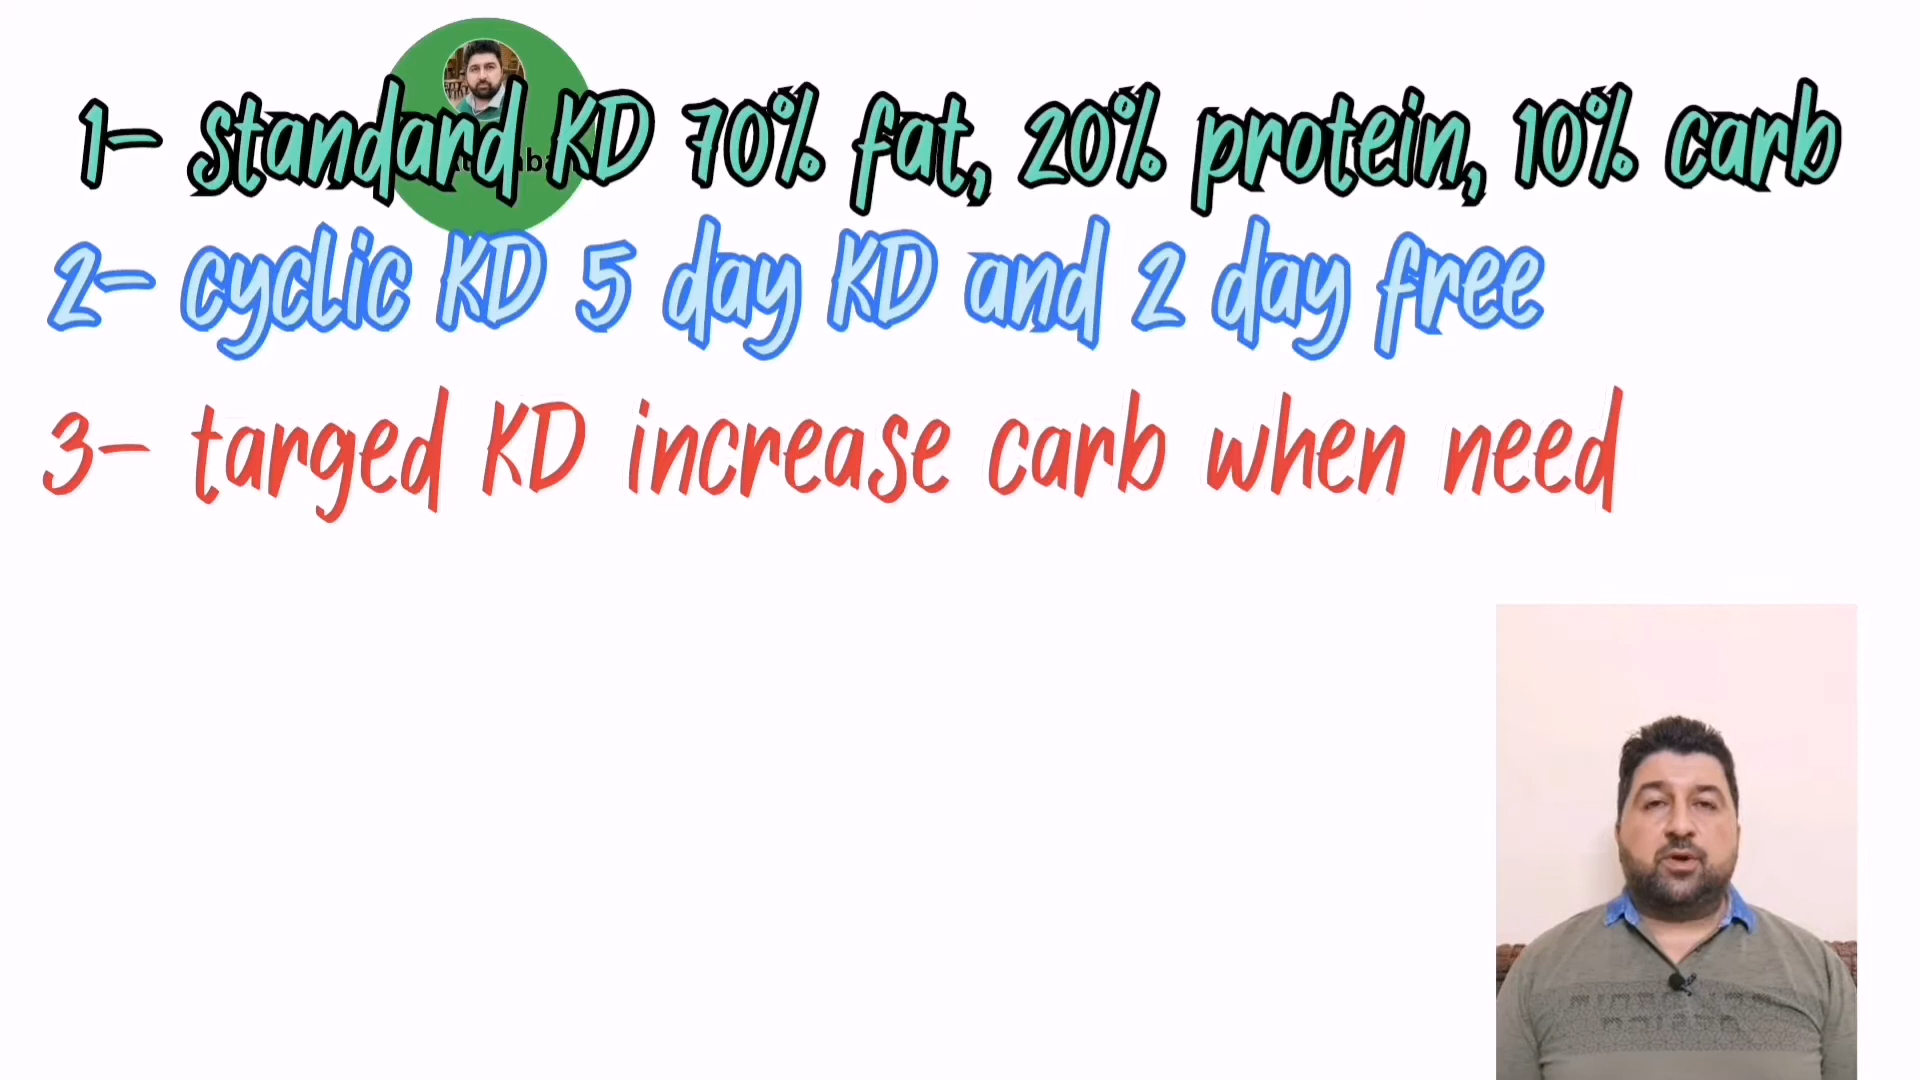 1- standard KD 70% fat, 20% protein, 10% carb
2- cyclic KD 5 day KD and 2 day free
3- targed KD increase carb when need